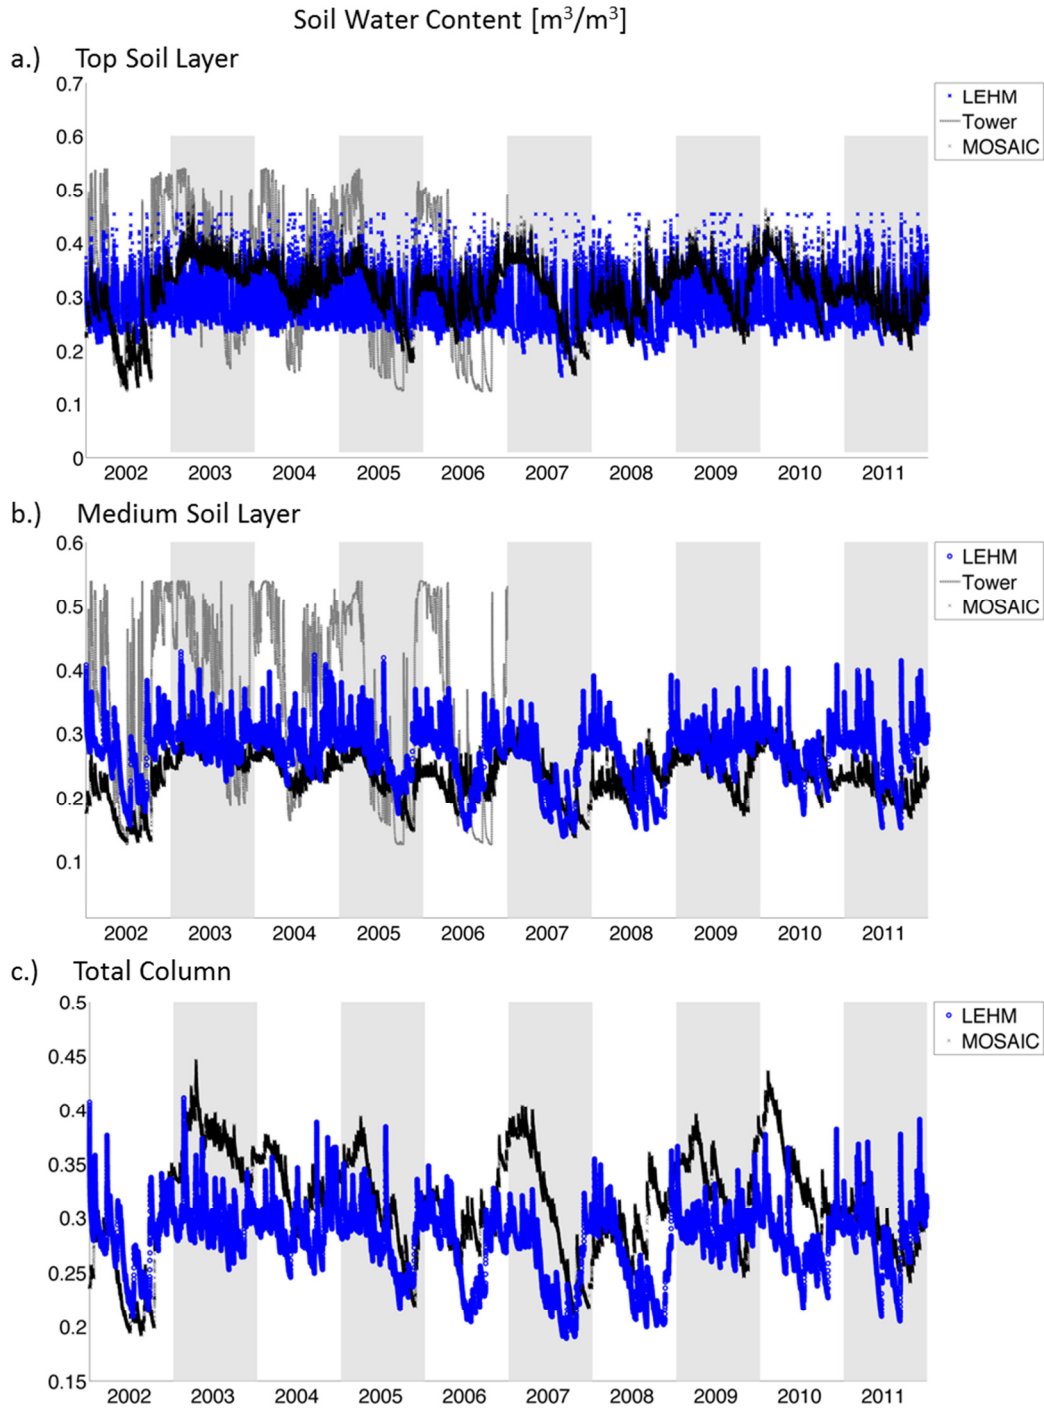 Soil Water Content [m³/m³]
a.) Top Soil Layer
0.7
0.6
0.5
0.4
0.3
0.2
0.1
0
2002 2003 2004 2005 2006 2007 2008 2009 2010 2011
LEHM
Tower
MOSAIC
b.) Medium Soil Layer
0.6
0.5
0.4
0.3
0.2
0.1
2002 2003 2004 2005 2006 2007 2008 2009 2010 2011
LEHM
Tower
MOSAIC
c.) Total Column
0.5
0.45
0.4
0.35
0.3
0.25
0.2
0.15
2002 2003 2004 2005 2006 2007 2008 2009 2010 2011
LEHM
MOSAIC